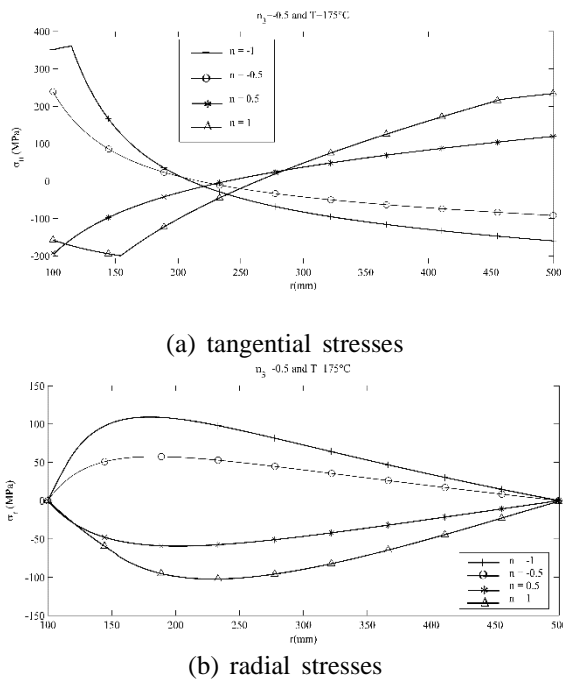 n3=-0.5 and T=175°C
400
300
200
100
0
-100
-200
σθ (MPa)
n = -1
n = -0.5
n = 0.5
n = 1
100 150 200 250 300 350 400 450 500
r(mm)
(a) tangential stresses
n3 -0.5 and T 175°C
150
100
50
0
-50
-100
-150
σr (MPa)
n -1
n = -0.5
n = 0.5
n 1
100 150 200 250 300 350 400 450 500
r(mm)
(b) radial stresses